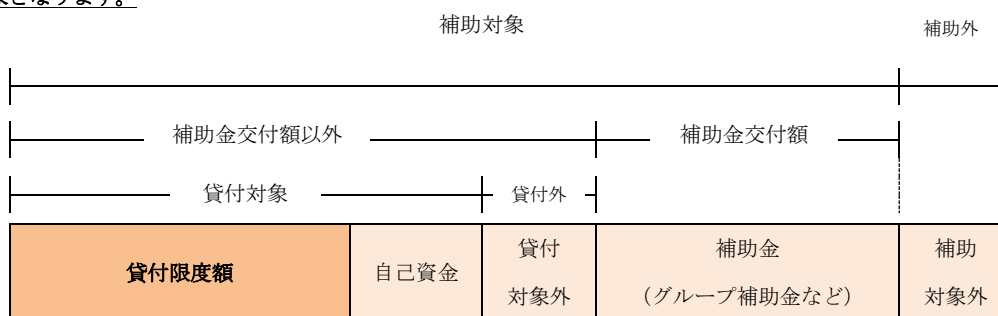 となります。
補助対象 補助外
補助金交付額以外 補助金交付額
貸付対象 貸付外
貸付限度額 自己資金 貸付 補助金 補助
対象外 (グループ補助金など) 対象外